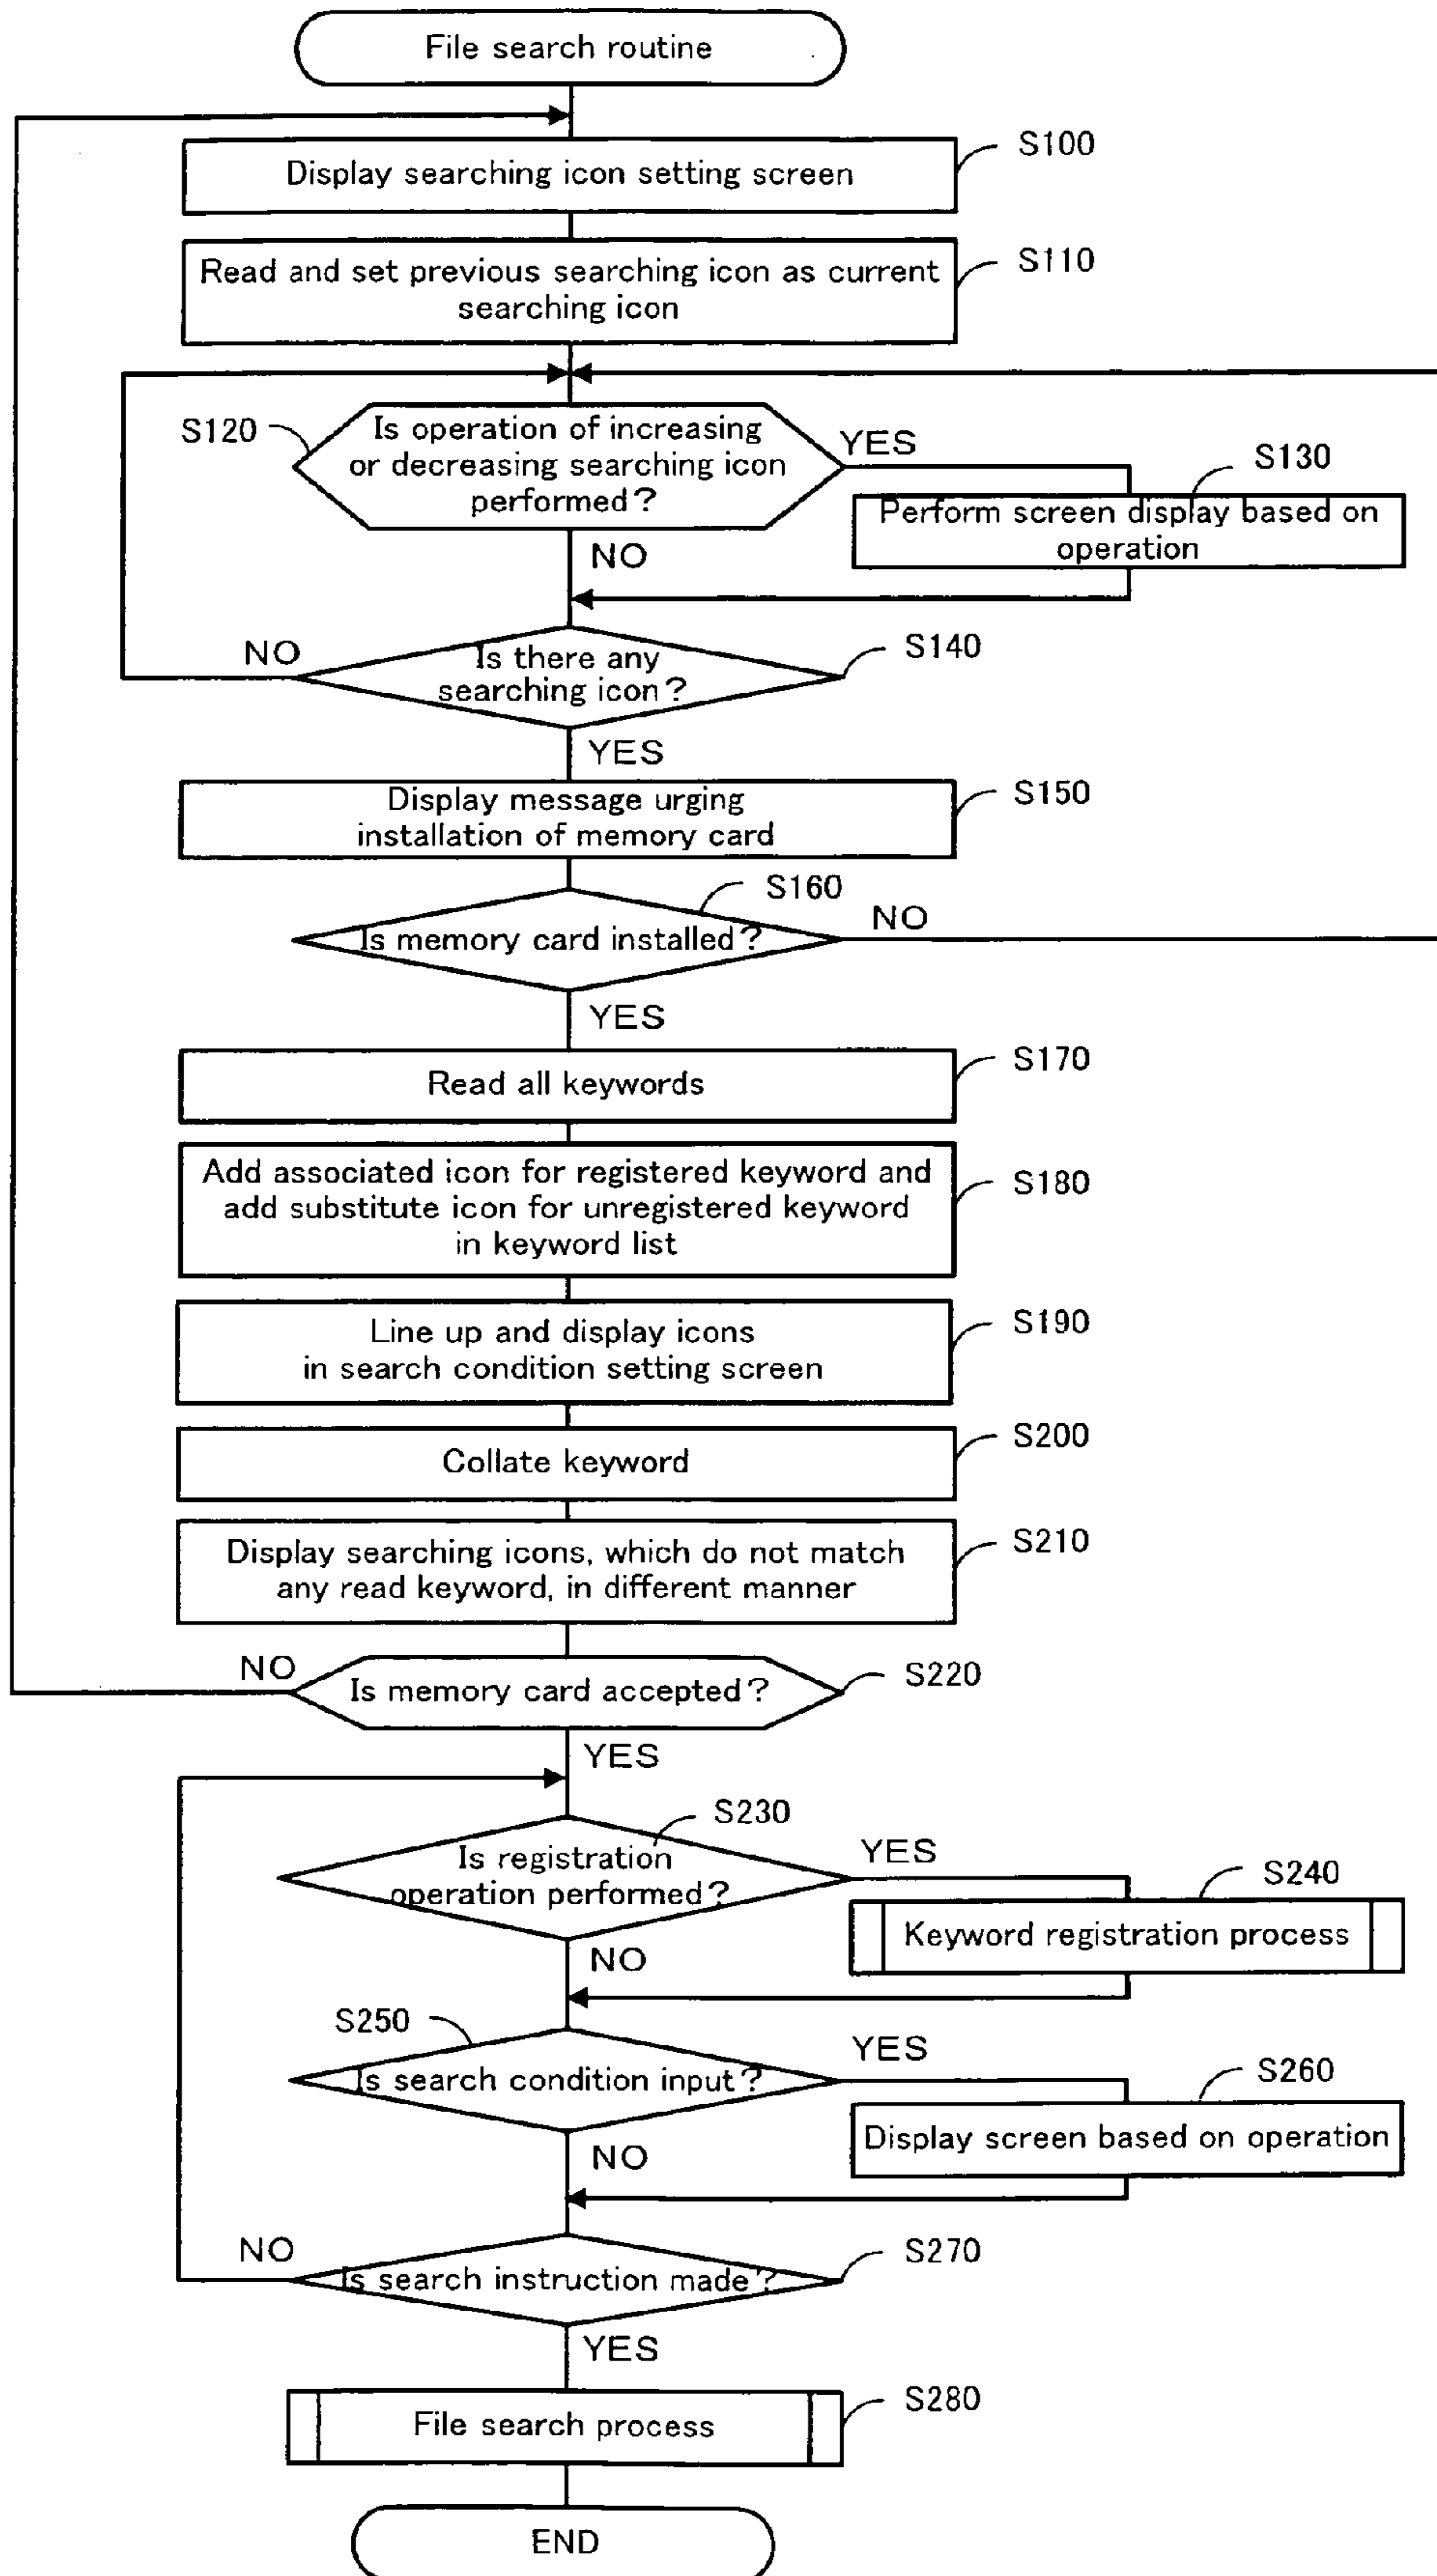 File search routine
S100
Display searching icon setting screen
S110
Read and set previous searching icon as current
searching icon
S120
Is operation of increasing
or decreasing searching icon
performed?
YES
S130
Perform screen display based on
operation
NO
NO
Is there any
searching icon?
S140
YES
Display message urging
installation of memory card
S150
S160
Is memory card installed?
NO
YES
Read all keywords
S170
Add associated icon for registered keyword and
add substitute icon for unregistered keyword
in keyword list
S180
Line up and display icons
in search condition setting screen
S190
Collate keyword
S200
Display searching icons, which do not match
any read keyword, in different manner
S210
NO
Is memory card accepted?
S220
YES
S230
Is registration
operation performed?
YES
S240
Keyword registration process
NO
S250
Is search condition input?
YES
S260
Display screen based on operation
NO
NO
Is search instruction made?
S270
YES
File search process
S280
END